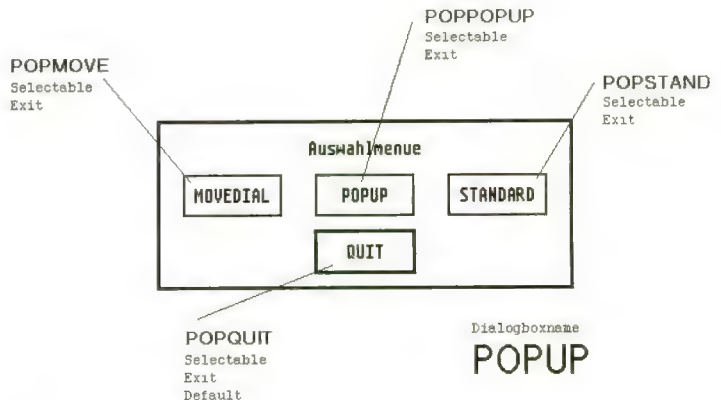 POPPOPUP
Selectable
Exit
POPMOVE
Selectable
Exit
POPSTAND
Selectable
Exit
Auswahlmenue
MOVEDIAL
POPUP
STANDARD
QUIT
POPQUIT
Selectable
Exit
Default
Dialogboxname
POPUP